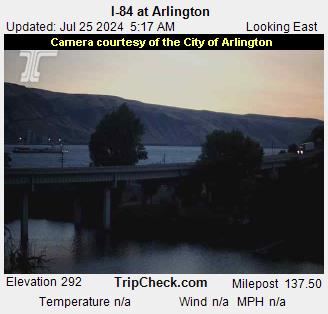 I-84 at Arlington
Updated: Jul 25 2024 5:17 AM Looking East
Camera courtesy of the City of Arlington
Elevation 292 TripCheck.com Milepost 137.50
Temperature n/a Wind n/a MPH n/a